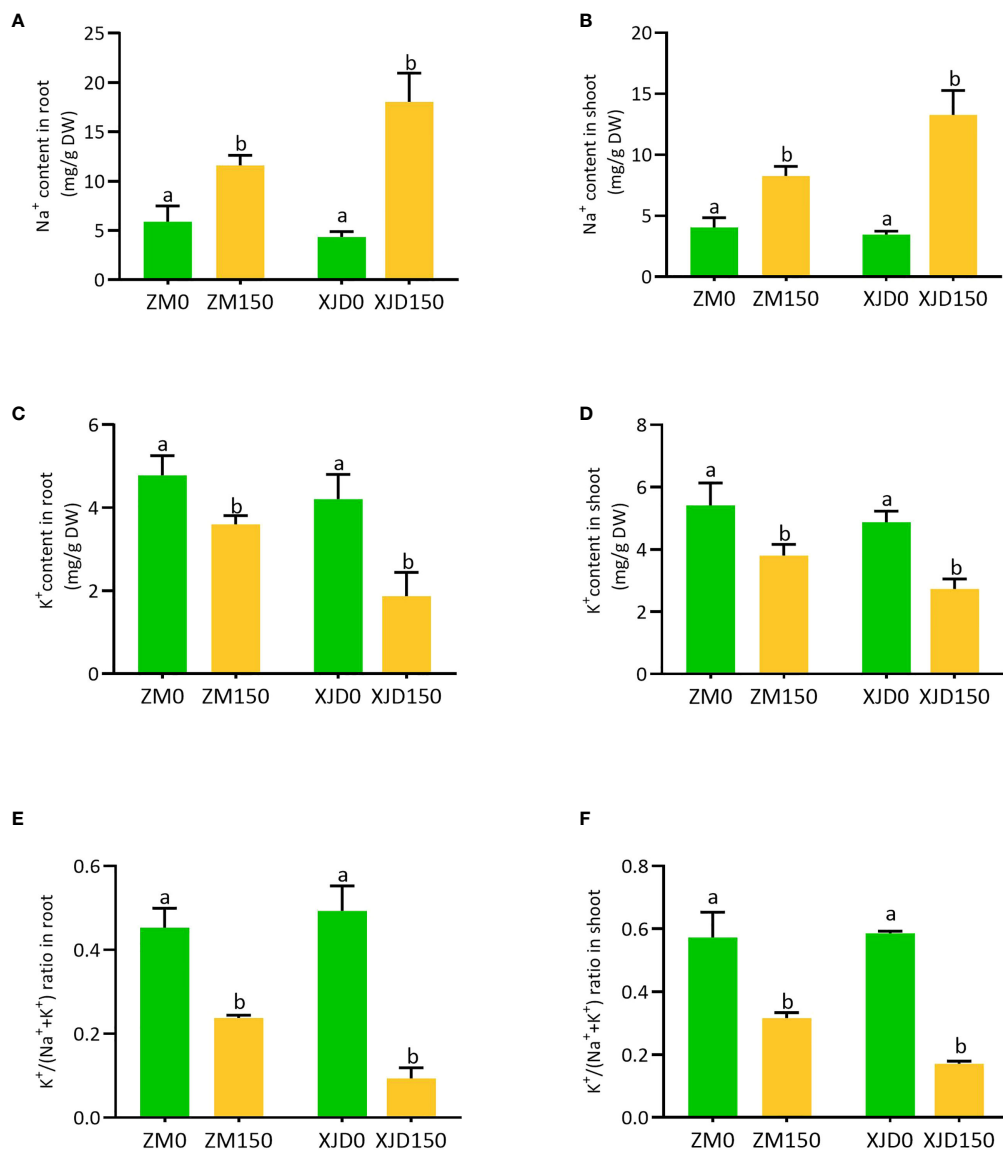 A
Na⁺ content in root
(mg/g DW)
25
20
15
10
5
0
a
b
a
b
ZM0 ZM150 XJD0 XJD150
B
Na⁺ content in shoot
(mg/g DW)
20
15
10
5
0
a
b
a
b
ZM0 ZM150 XJD0 XJD150
C
K⁺content in root
(mg/g DW)
6
4
2
0
a
b
a
b
ZM0 ZM150 XJD0 XJD150
D
K⁺content in shoot
(mg/g DW)
8
6
4
2
0
a
b
a
b
ZM0 ZM150 XJD0 XJD150
E
K⁺/(Na⁺+K⁺) ratio in root
0.6
0.4
0.2
0.0
a
b
a
b
ZM0 ZM150 XJD0 XJD150
F
K⁺/(Na⁺+K⁺) ratio in shoot
0.8
0.6
0.4
0.2
0.0
a
b
a
b
ZM0 ZM150 XJD0 XJD150